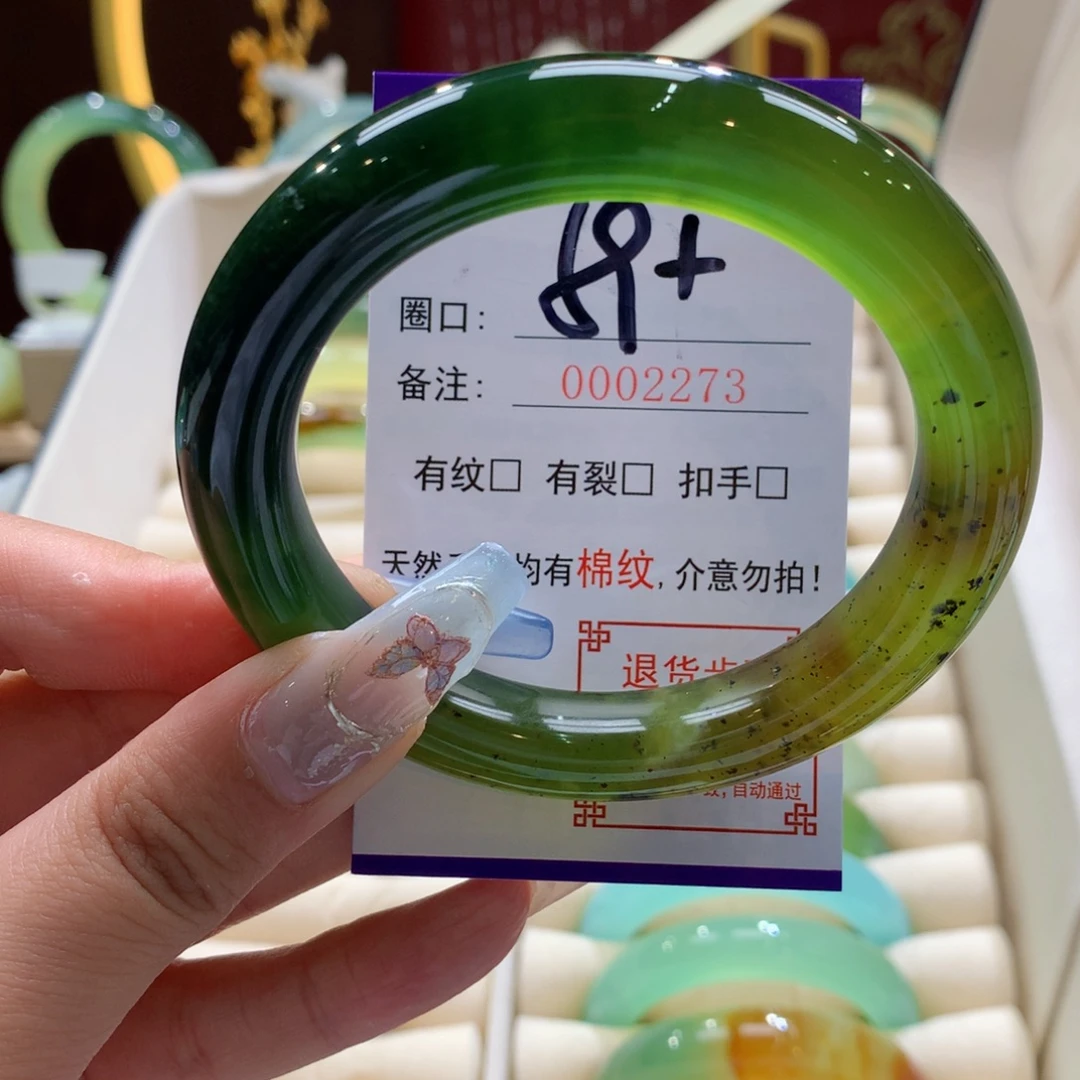 59+
圈口:
备注: 0002273
有纹□ 有裂□ 扣手□
天然 均有棉纹,介意勿拍!
退货
自动通过